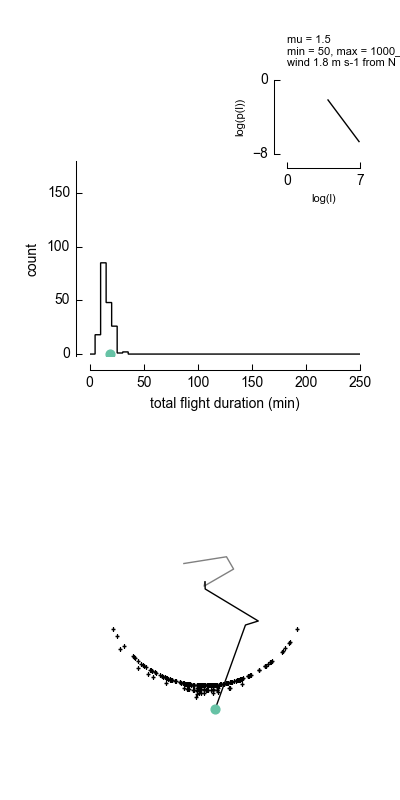 mu = 1.5
min = 50, max = 1000_
wind 1.8 m s-1 from N
0
log(p(l))
−8
0 7
log(l)
150
100
count
50
0
0 50 100 150 200 250
total flight duration (min)